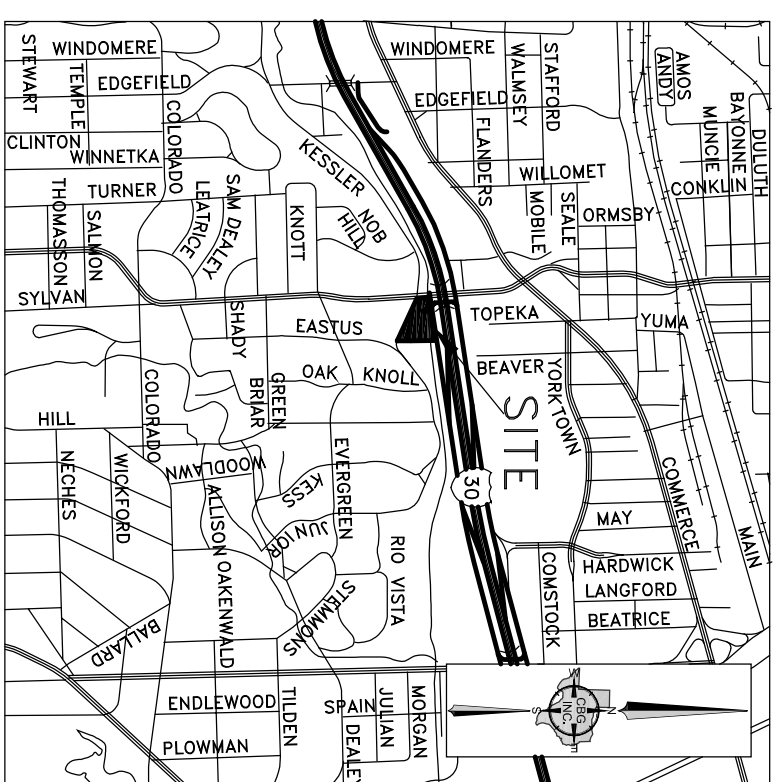 STEWART
WINDOMERE
TEMPLE
EDGEFIELD
COLORADO
CLINTON
WINNETKA
TURNER
THOMASSON
SALMON
LEATRICE
SAM DEALEY
KNOTT
KESSLER
NOB
HILL
SYLVAN
WINDOMERE
WALMSEY
STAFFORD
EDGEFIELD
FLANDERS
WILLOMET
MOBILE
SEALE
ORMSBY
AMOS
ANDY
MUNCIE
BAYONNE
DULUTH
CONKLIN
SHADY
EASTUS
OAK KNOLL
GREEN
BRIAR
TOPEKA
YUMA
BEAVER
YORKTOWN
SITE
HILL
COLORADO
NECHES
WICKFORD
WOODLAWN
ALLISON
OAKENWALD
KESS
EVERGREEN
JUNIOR
RIO VISTA
STEMMONS
BALLARD
30
COMMERCE
MAIN
MAY
HARDWICK
LANGFORD
BEATRICE
COMSTOCK
ENDLEWOOD
TILDEN
PLOWMAN
SPAIN
JULIAN
MORGAN
DEALEY
N
S
W
E
CBG
INC.